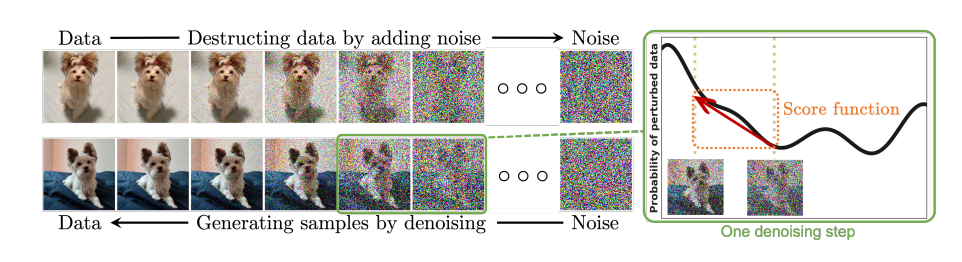 Data Destructing data by adding noise Noise
Data Generating samples by denoising Noise
Probability of perturbed data
Score function
One denoising step